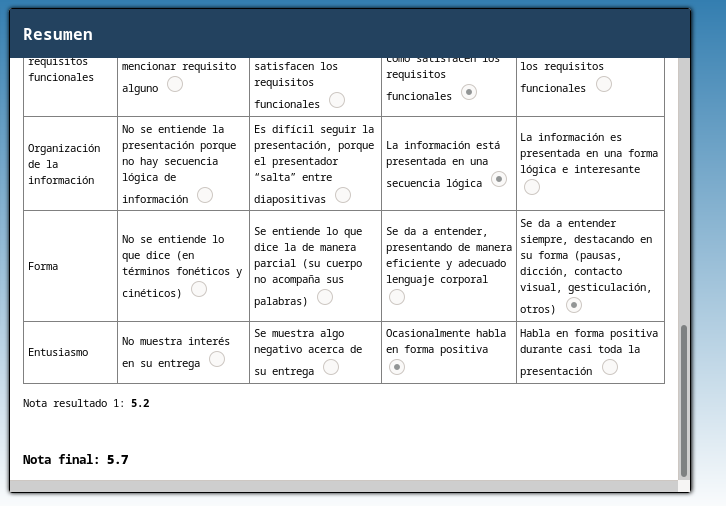 Resumen
requisitos
funcionales
mencionar requisito
alguno
satisfacen los
requisitos
funcionales
como satisfacen los
requisitos
funcionales
los requisitos
funcionales
Organización
de la
información
No se entiende la
presentación porque
no hay secuencia
lógica de
información
Es difícil seguir la
presentación, porque
el presentador
“salta” entre
diapositivas
La información está
presentada en una
secuencia lógica
La información es
presentada en una forma
lógica e interesante
Forma
No se entiende lo
que dice (en
términos fonéticos y
cinéticos)
Se entiende lo que
dice la de manera
parcial (su cuerpo
no acompaña sus
palabras)
Se da a entender,
presentando de manera
eficiente y adecuado
lenguaje corporal
Se da a entender
siempre, destacando en
su forma (pausas,
dicción, contacto
visual, gesticulación,
otros)
Entusiasmo
No muestra interés
en su entrega
Se muestra algo
negativo acerca de
su entrega
Ocasionalmente habla
en forma positiva
Habla en forma positiva
durante casi toda la
presentación
Nota resultado 1: 5.2
Nota final: 5.7